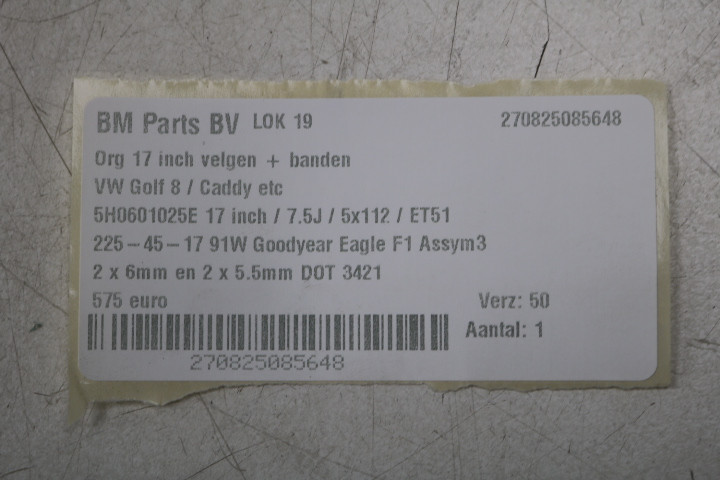 BM Parts BV LOK 19 270825085648
Org 17 inch velgen + banden
VW Golf 8 / Caddy etc
5H0601025E 17 inch / 7.5J / 5x112 / ET51
225-45-17 91W Goodyear Eagle F1 Assym3
2 x 6mm en 2 x 5.5mm DOT 3421
575 euro Verz: 50
Aantal: 1
270825085648